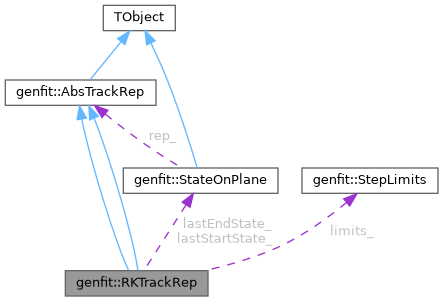 TObject
genfit::AbsTrackRep
rep_
genfit::StateOnPlane
genfit::StepLimits
lastEndState_
lastStartState_
limits_
genfit::RKTrackRep